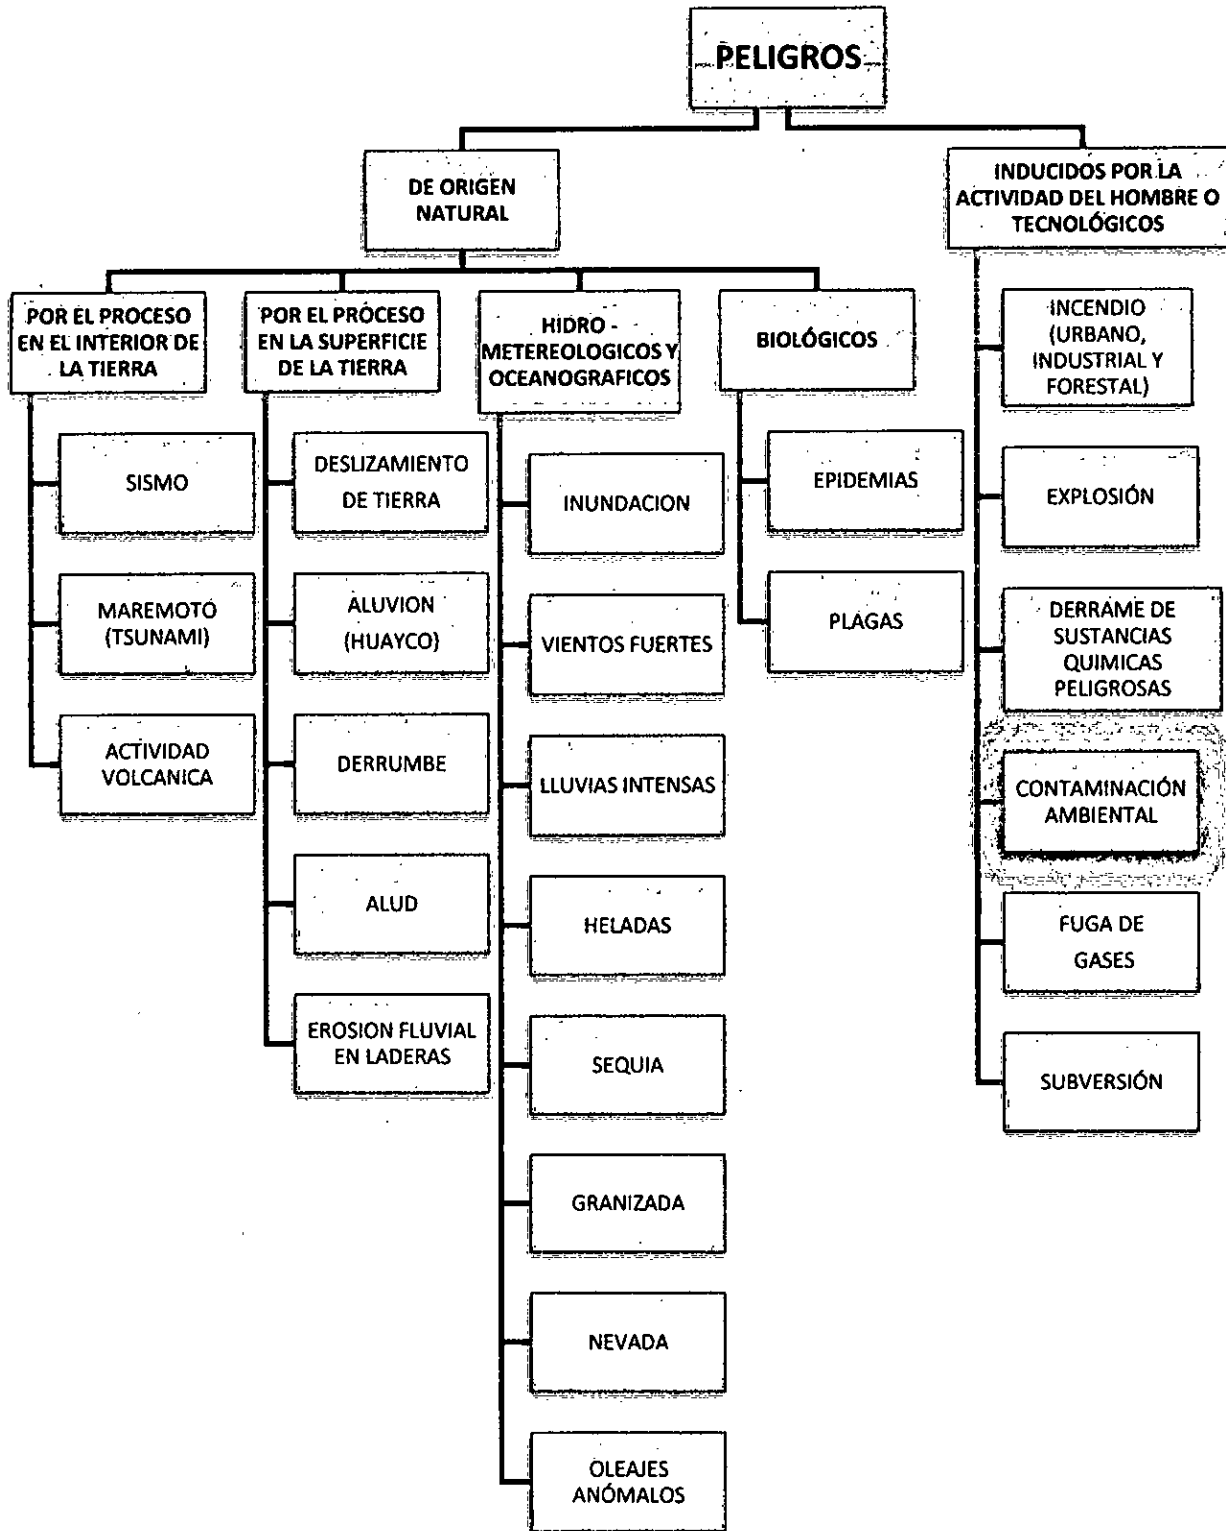 PELIGROS
DE ORIGEN
NATURAL
INDUCIDOS POR LA
ACTIVIDAD DEL HOMBRE O
TECNOLÓGICOS
POR EL PROCESO
EN EL INTERIOR DE
LA TIERRA
SISMO
MAREMOTO
(TSUNAMI)
ACTIVIDAD
VOLCANICA
POR EL PROCESO
EN LA SUPERFICIE
DE LA TIERRA
DESLIZAMIENTO
DE TIERRA
ALUVION
(HUAYCO)
DERRUMBE
ALUD
EROSION FLUVIAL
EN LADERAS
HIDRO -
METEREOLOGICOS Y
OCEANOGRAFICOS
INUNDACION
VIENTOS FUERTES
LLUVIAS INTENSAS
HELADAS
SEQUIA
GRANIZADA
NEVADA
OLEAJES
ANÓMALOS
BIOLÓGICOS
EPIDEMIAS
PLAGAS
INCENDIO
(URBANO,
INDUSTRIAL Y
FORESTAL)
EXPLOSIÓN
DERRAME DE
SUSTANCIAS
QUIMICAS
PELIGROSAS
CONTAMINACIÓN
AMBIENTAL
FUGA DE
GASES
SUBVERSIÓN